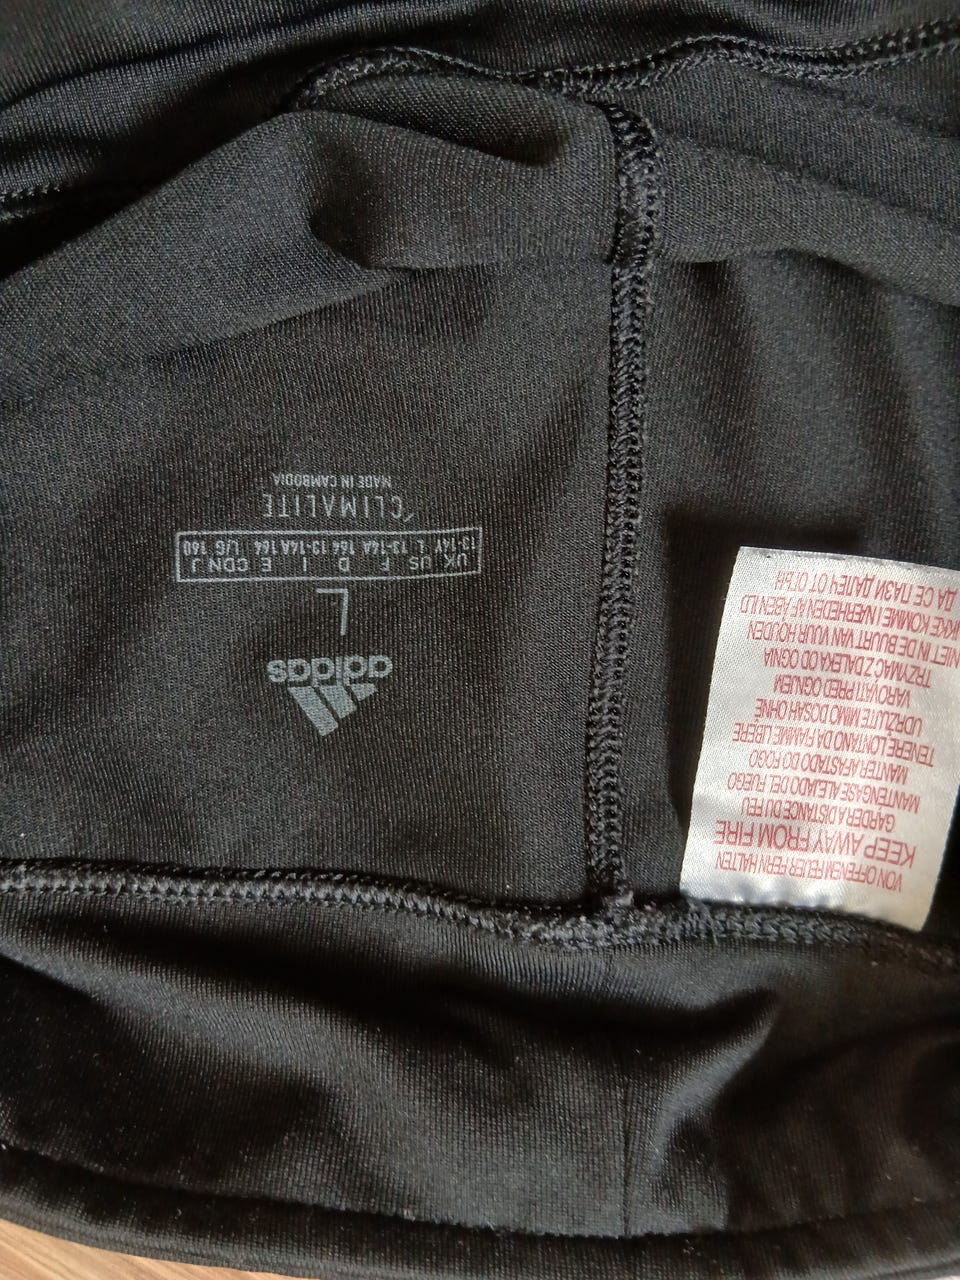 adidas
L
UK US F D I E CDN J
13-14Y L 13-14A 164 13-14A 164 L/G 160
CLIMALITE
MADE IN CAMBODIA
VON OFFENEM FEUER FERN HALTEN
KEEP AWAY FROM FIRE
GARDER A DISTANCE DU FEU
MANTENGASE ALEJADO DEL FUEGO
MANTER AFASTADO DO FOGO
TENERE LONTANO DA FIAMME LIBERE
UDRŽUJTE MIMO DOSAH OHNĚ
VAROVATI PRED OGNJEM
TRZYMAĆ Z DALEKA OD OGNIA
NIET IN DE BUURT VAN VUUR HOUDEN
IKKE KOMME I NÆRHEDEN AF ÅBEN ILD
ДА СЕ ПАЗИ ДАЛЕЧ ОТ ОГЪН